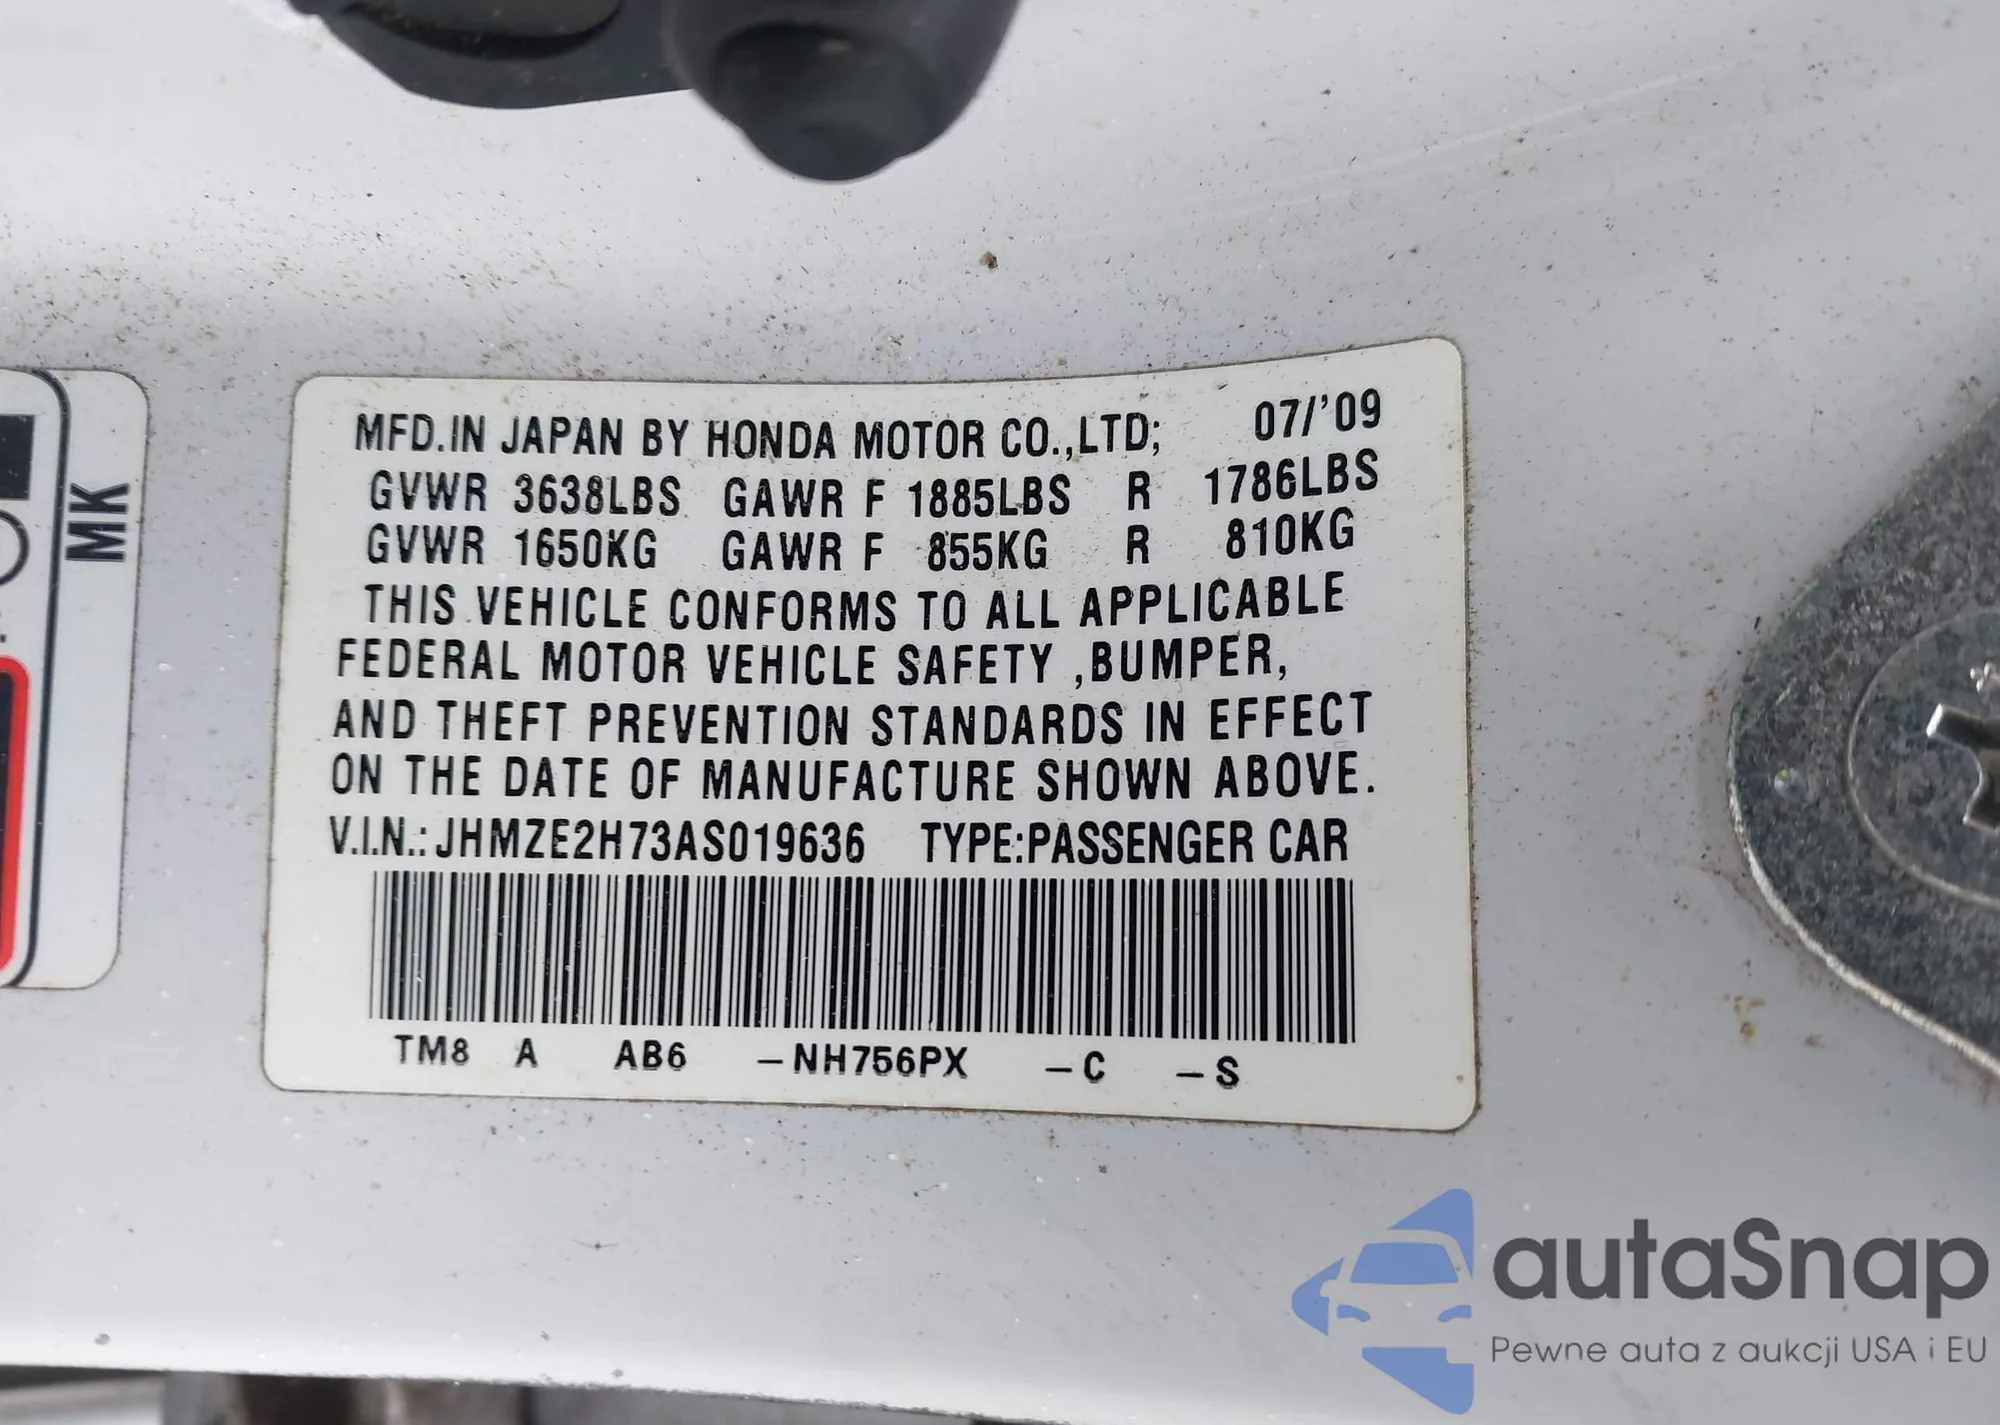 MFD.IN JAPAN BY HONDA MOTOR CO.,LTD; 07/'09
GVWR 3638LBS GAWR F 1885LBS R 1786LBS
GVWR 1650KG GAWR F 855KG R 810KG
THIS VEHICLE CONFORMS TO ALL APPLICABLE
FEDERAL MOTOR VEHICLE SAFETY ,BUMPER,
AND THEFT PREVENTION STANDARDS IN EFFECT
ON THE DATE OF MANUFACTURE SHOWN ABOVE.
V.I.N.: JHMZE2H73AS019636 TYPE:PASSENGER CAR
TM8 A AB6 -NH756PX -C -S
MK
autaSnap
Pewne auta z aukcji USA i EU